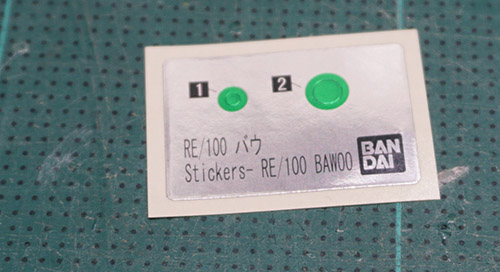 1 2
RE/100 バウ
Stickers- RE/100 BAWOO
BAN
DAI